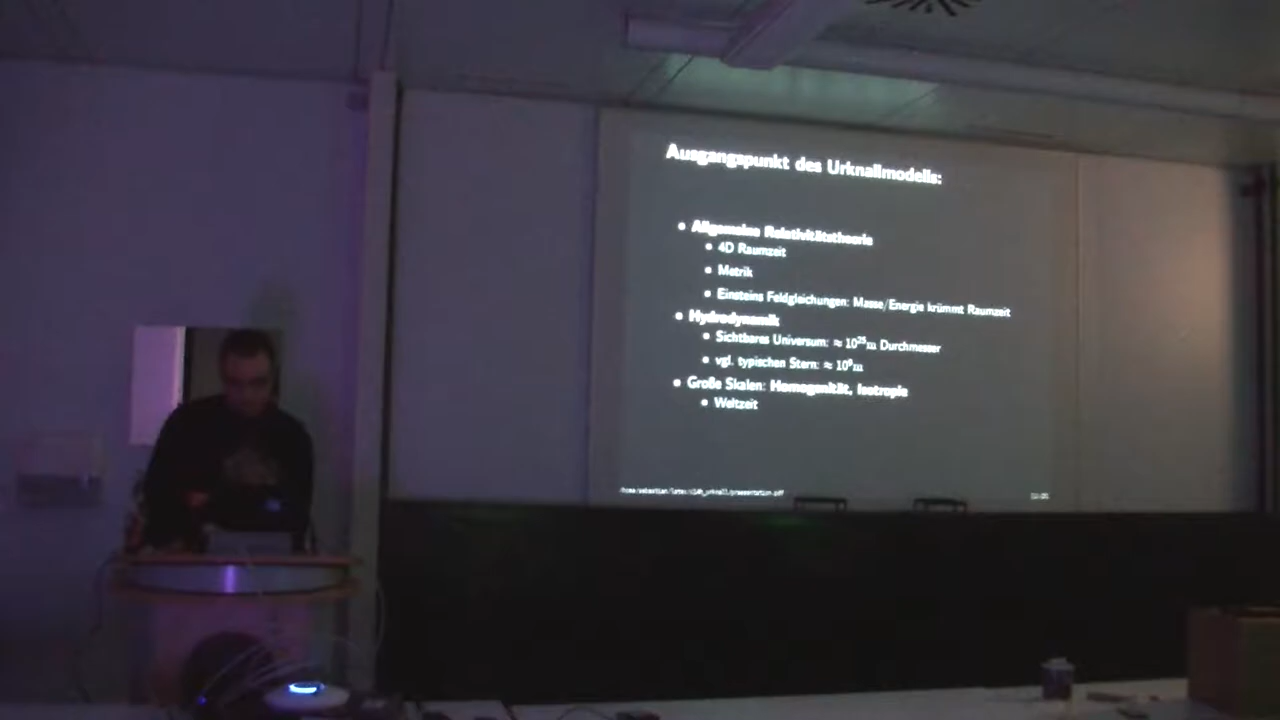 Ausgangspunkt des Urknallmodells:
• Allgemeine Relativitätstheorie
• 4D Raumzeit
• Metrik
• Einsteins Feldgleichungen: Masse/Energie krümmt Raumzeit
• Hydrodynamik
• Sichtbares Universum: ≈ 10²⁵m Durchmesser
• vgl. typischen Stern: ≈ 10⁹m
• Große Skalen: Homogenität, Isotropie
• Weltzeit